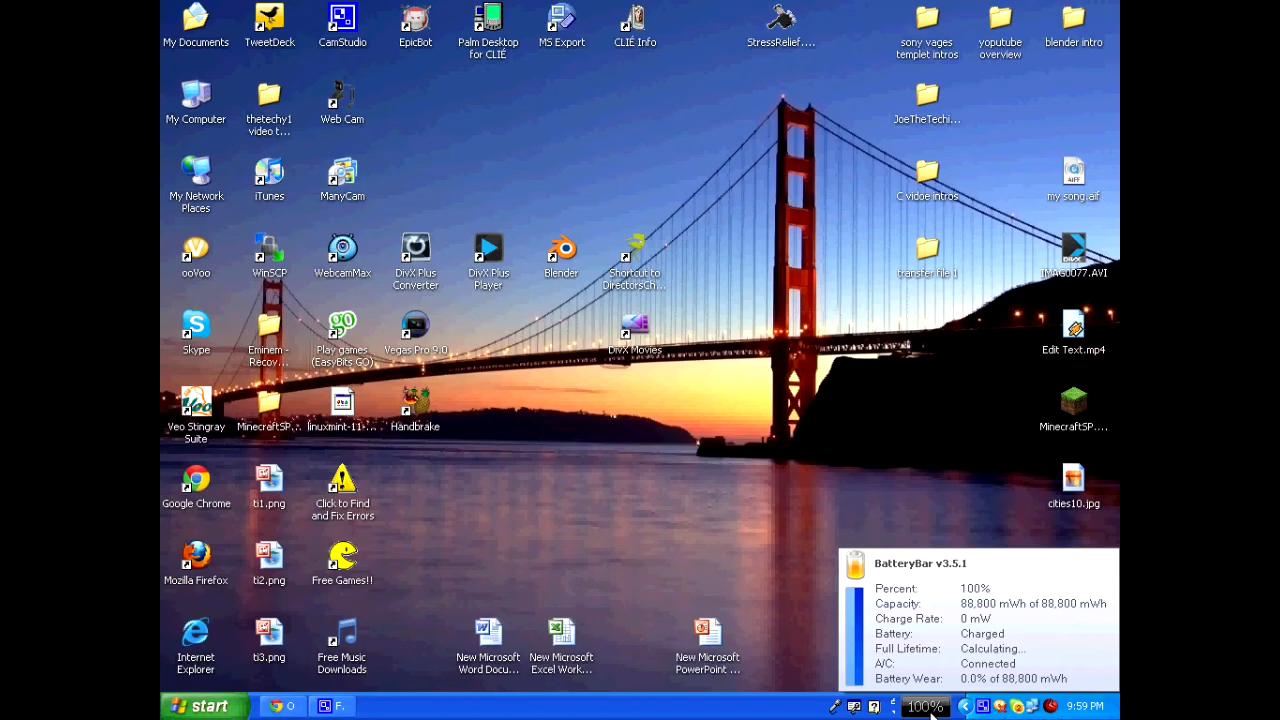 My Documents
TweetDeck
CamStudio
EpicBot
Palm Desktop
for CLIÉ
MS Export
CLIÉ Info
StressRelief....
sony vages
templet intros
yoputube
overview
blender intro
My Computer
thetechy1
video t...
Web Cam
JoeTheTechi...
My Network
Places
iTunes
ManyCam
C vidoe intros
AIFF
my song.aif
ooVoo
WinSCP
WebcamMax
DivX Plus
Converter
DivX Plus
Player
Blender
Shortcut to
DirectorsCh...
transfer file 1
DIVX
IMAG0077.AVI
Skype
Eminem -
Recov...
go
Play games
(EasyBits GO)
Vegas Pro 9.0
DivX Movies
Edit Text.mp4
Veo
Veo Stingray
Suite
MinecraftSP...
linuxmint-11-...
Handbrake
MinecraftSP....
Google Chrome
ti1.png
Click to Find
and Fix Errors
cities10.jpg
Mozilla Firefox
ti2.png
Free Games!!
Internet
Explorer
ti3.png
Free Music
Downloads
New Microsoft
Word Docu...
New Microsoft
Excel Work...
New Microsoft
PowerPoint ...
BatteryBar v3.5.1
Percent: 100%
Capacity: 88,800 mWh of 88,800 mWh
Charge Rate: 0 mW
Battery: Charged
Full Lifetime: Calculating...
A/C: Connected
Battery Wear: 0.0% of 88,800 mWh
start
O
F.
100%
9:59 PM